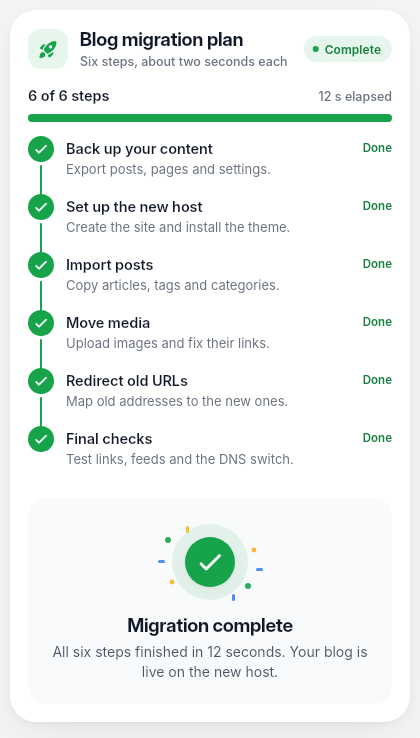 Blog migration plan
Six steps, about two seconds each
Complete
6 of 6 steps
12 s elapsed
Back up your content
Done
Export posts, pages and settings.
Set up the new host
Done
Create the site and install the theme.
Import posts
Done
Copy articles, tags and categories.
Move media
Done
Upload images and fix their links.
Redirect old URLs
Done
Map old addresses to the new ones.
Final checks
Done
Test links, feeds and the DNS switch.
Migration complete
All six steps finished in 12 seconds. Your blog is
live on the new host.